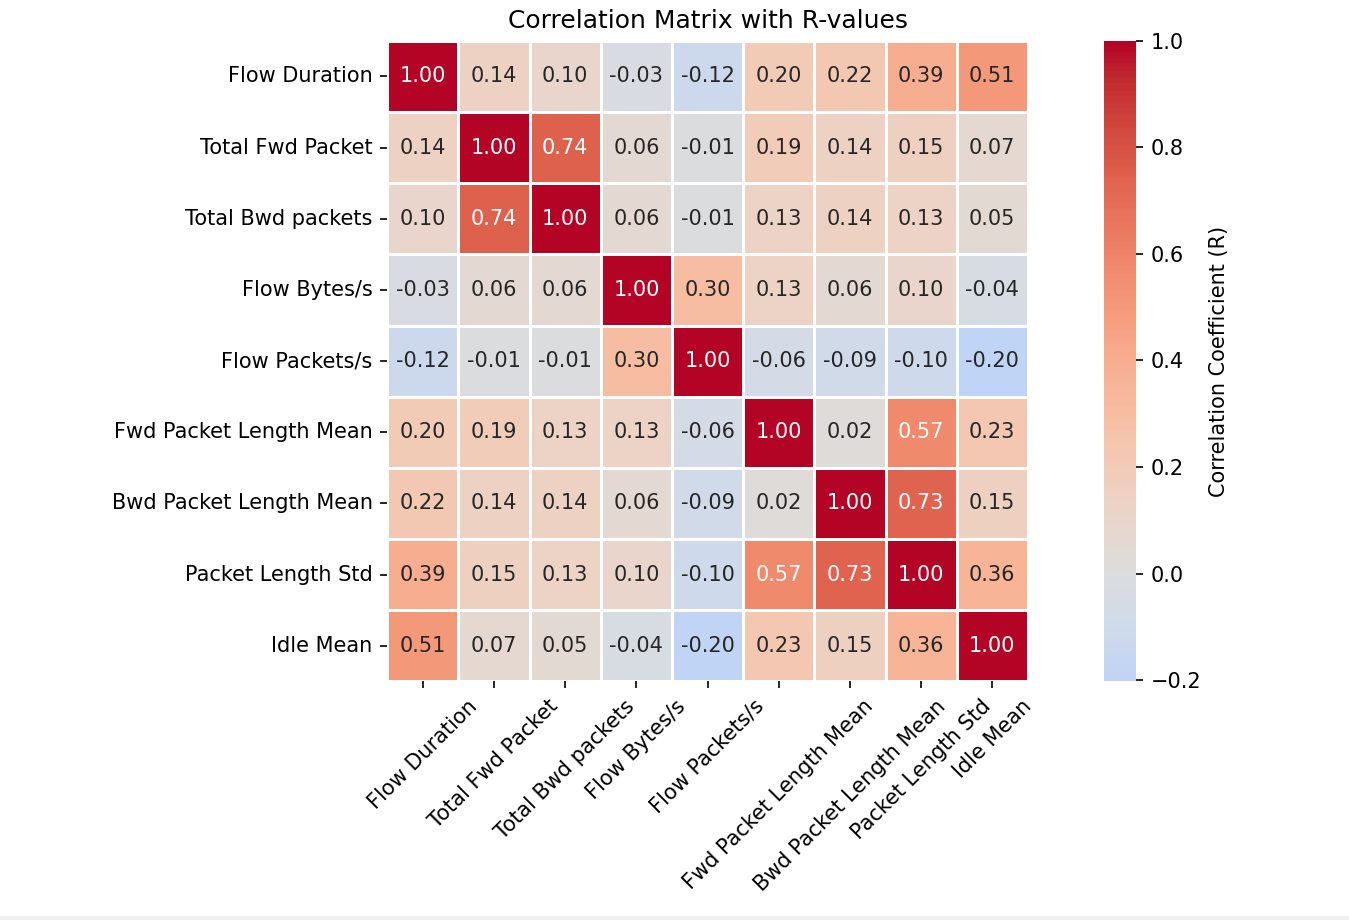 Correlation Matrix with R-values
Flow Duration 1.00 0.14 0.10 -0.03 -0.12 0.20 0.22 0.39 0.51
Total Fwd Packet 0.14 1.00 0.74 0.06 -0.01 0.19 0.14 0.15 0.07
Total Bwd packets 0.10 0.74 1.00 0.06 -0.01 0.13 0.14 0.13 0.05
Flow Bytes/s -0.03 0.06 0.06 1.00 0.30 0.13 0.06 0.10 -0.04
Flow Packets/s -0.12 -0.01 -0.01 0.30 1.00 -0.06 -0.09 -0.10 -0.20
Fwd Packet Length Mean 0.20 0.19 0.13 0.13 -0.06 1.00 0.02 0.57 0.23
Bwd Packet Length Mean 0.22 0.14 0.14 0.06 -0.09 0.02 1.00 0.73 0.15
Packet Length Std 0.39 0.15 0.13 0.10 -0.10 0.57 0.73 1.00 0.36
Idle Mean 0.51 0.07 0.05 -0.04 -0.20 0.23 0.15 0.36 1.00
Flow Duration
Total Fwd Packet
Total Bwd packets
Flow Bytes/s
Flow Packets/s
Fwd Packet Length Mean
Bwd Packet Length Mean
Packet Length Std
Idle Mean
1.0
0.8
0.6
0.4
0.2
0.0
−0.2
Correlation Coefficient (R)